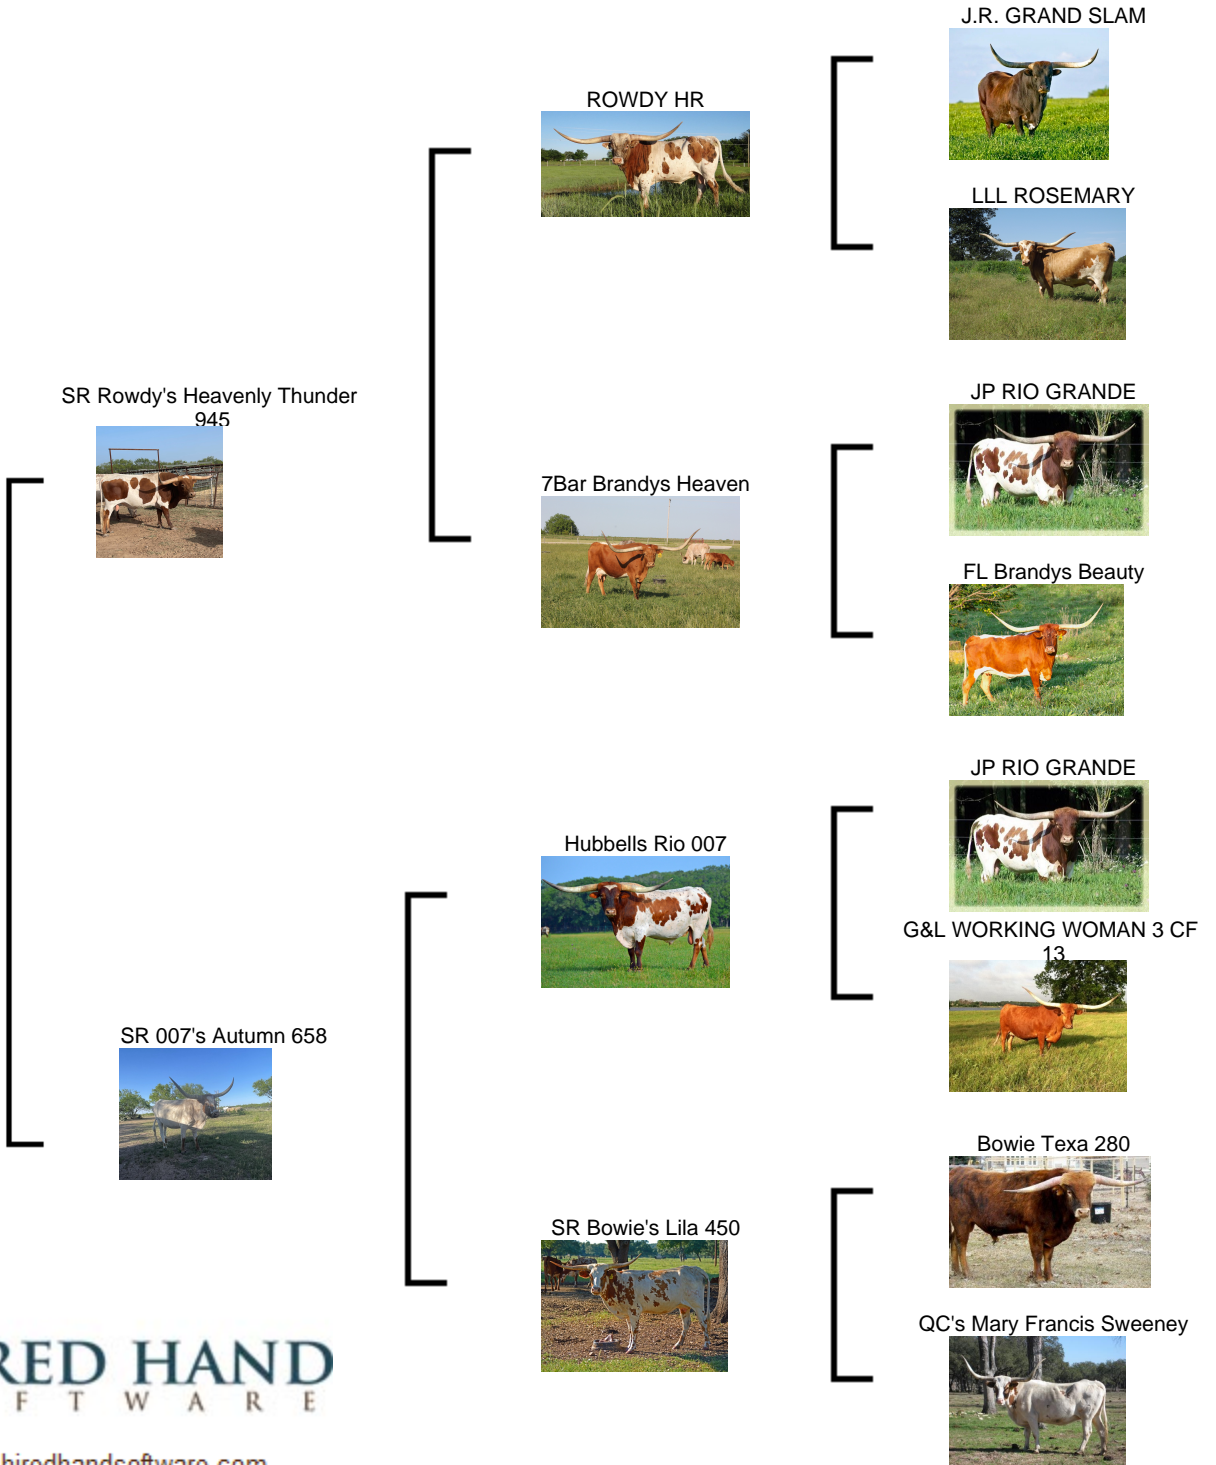 J.R. GRAND SLAM
ROWDY HR
LLL ROSEMARY
SR Rowdy's Heavenly Thunder
945
JP RIO GRANDE
7Bar Brandys Heaven
FL Brandys Beauty
JP RIO GRANDE
Hubbells Rio 007
G&L WORKING WOMAN 3 CF
13
SR 007's Autumn 658
Bowie Texa 280
SR Bowie's Lila 450
QC's Mary Francis Sweeney
RED HAND
F T W A R E
hiredhandsoftware.com